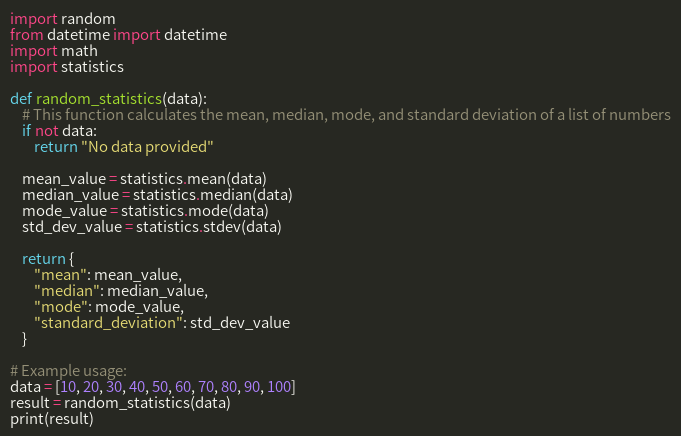 import random
from datetime import datetime
import math
import statistics

def random_statistics(data):
    # This function calculates the mean, median, mode, and standard deviation of a list of numbers
    if not data:
        return "No data provided"

    mean_value = statistics.mean(data)
    median_value = statistics.median(data)
    mode_value = statistics.mode(data)
    std_dev_value = statistics.stdev(data)

    return {
        "mean": mean_value,
        "median": median_value,
        "mode": mode_value,
        "standard_deviation": std_dev_value
    }

# Example usage:
data = [10, 20, 30, 40, 50, 60, 70, 80, 90, 100]
result = random_statistics(data)
print(result)